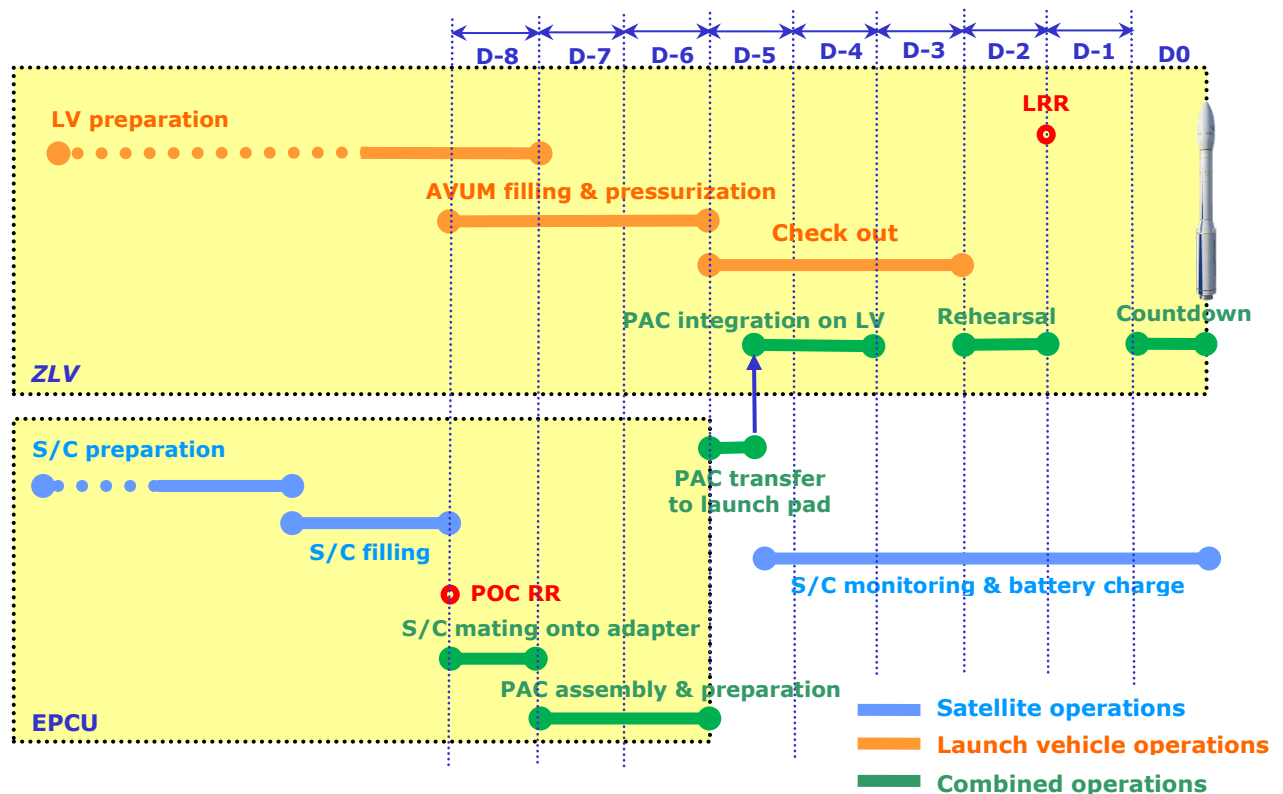 D-8 D-7 D-6 D-5 D-4 D-3 D-2 D-1 D0
LRR
LV preparation
AVUM filling & pressurization
Check out
PAC integration on LV
Rehearsal
Countdown
ZLV
S/C preparation
PAC transfer
to launch pad
S/C filling
S/C monitoring & battery charge
POC RR
S/C mating onto adapter
PAC assembly & preparation
EPCU
Satellite operations
Launch vehicle operations
Combined operations